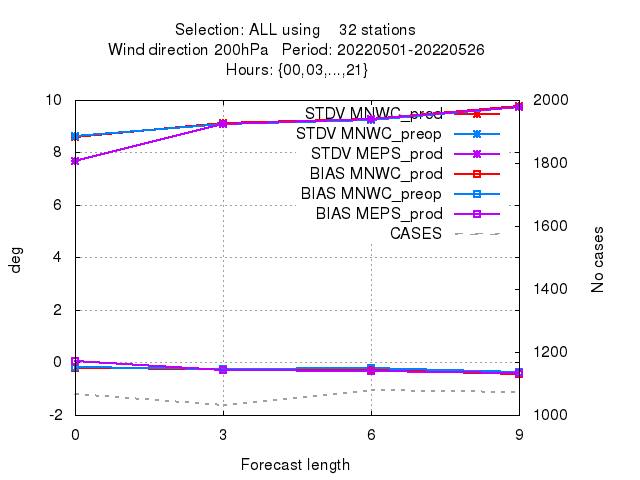 Selection: ALL using    32 stations
Wind direction 200hPa   Period: 20220501-20220526
Hours: {00,03,...,21}
STDV MNWC_prod
STDV MNWC_preop
STDV MEPS_prod
BIAS MNWC_prod
BIAS MNWC_preop
BIAS MEPS_prod
CASES
10
8
6
4
2
0
-2
deg
2000
1800
1600
1400
1200
1000
No cases
0 3 6 9
Forecast length